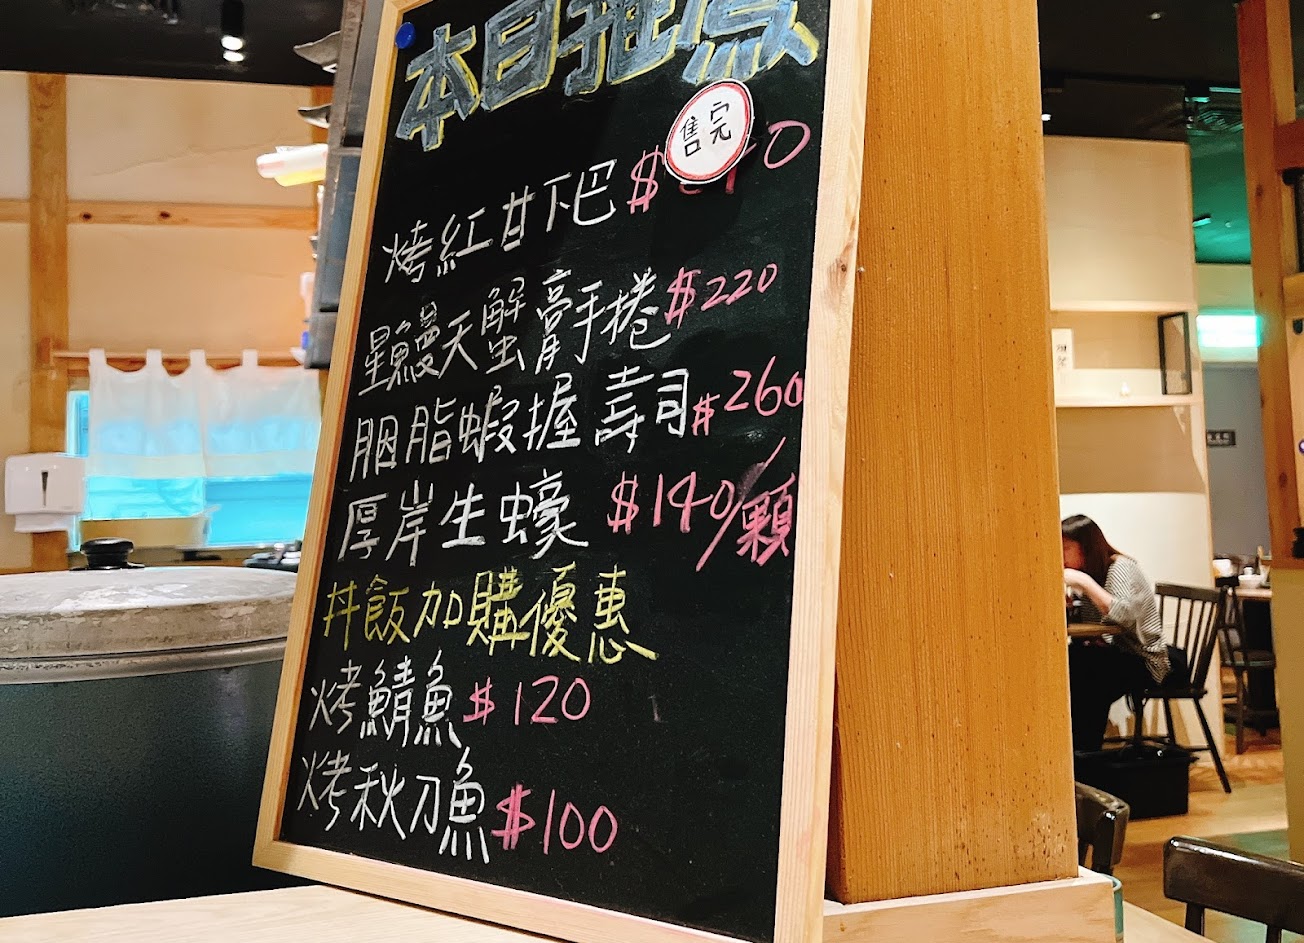 本日推薦
售完
烤紅甘下巴 $
星鰻天蟹膏手捲 $220
胭脂蝦握壽司 $260
厚岸生蠔 $140/顆
丼飯加購優惠
烤鯖魚 $120
烤秋刀魚 $100